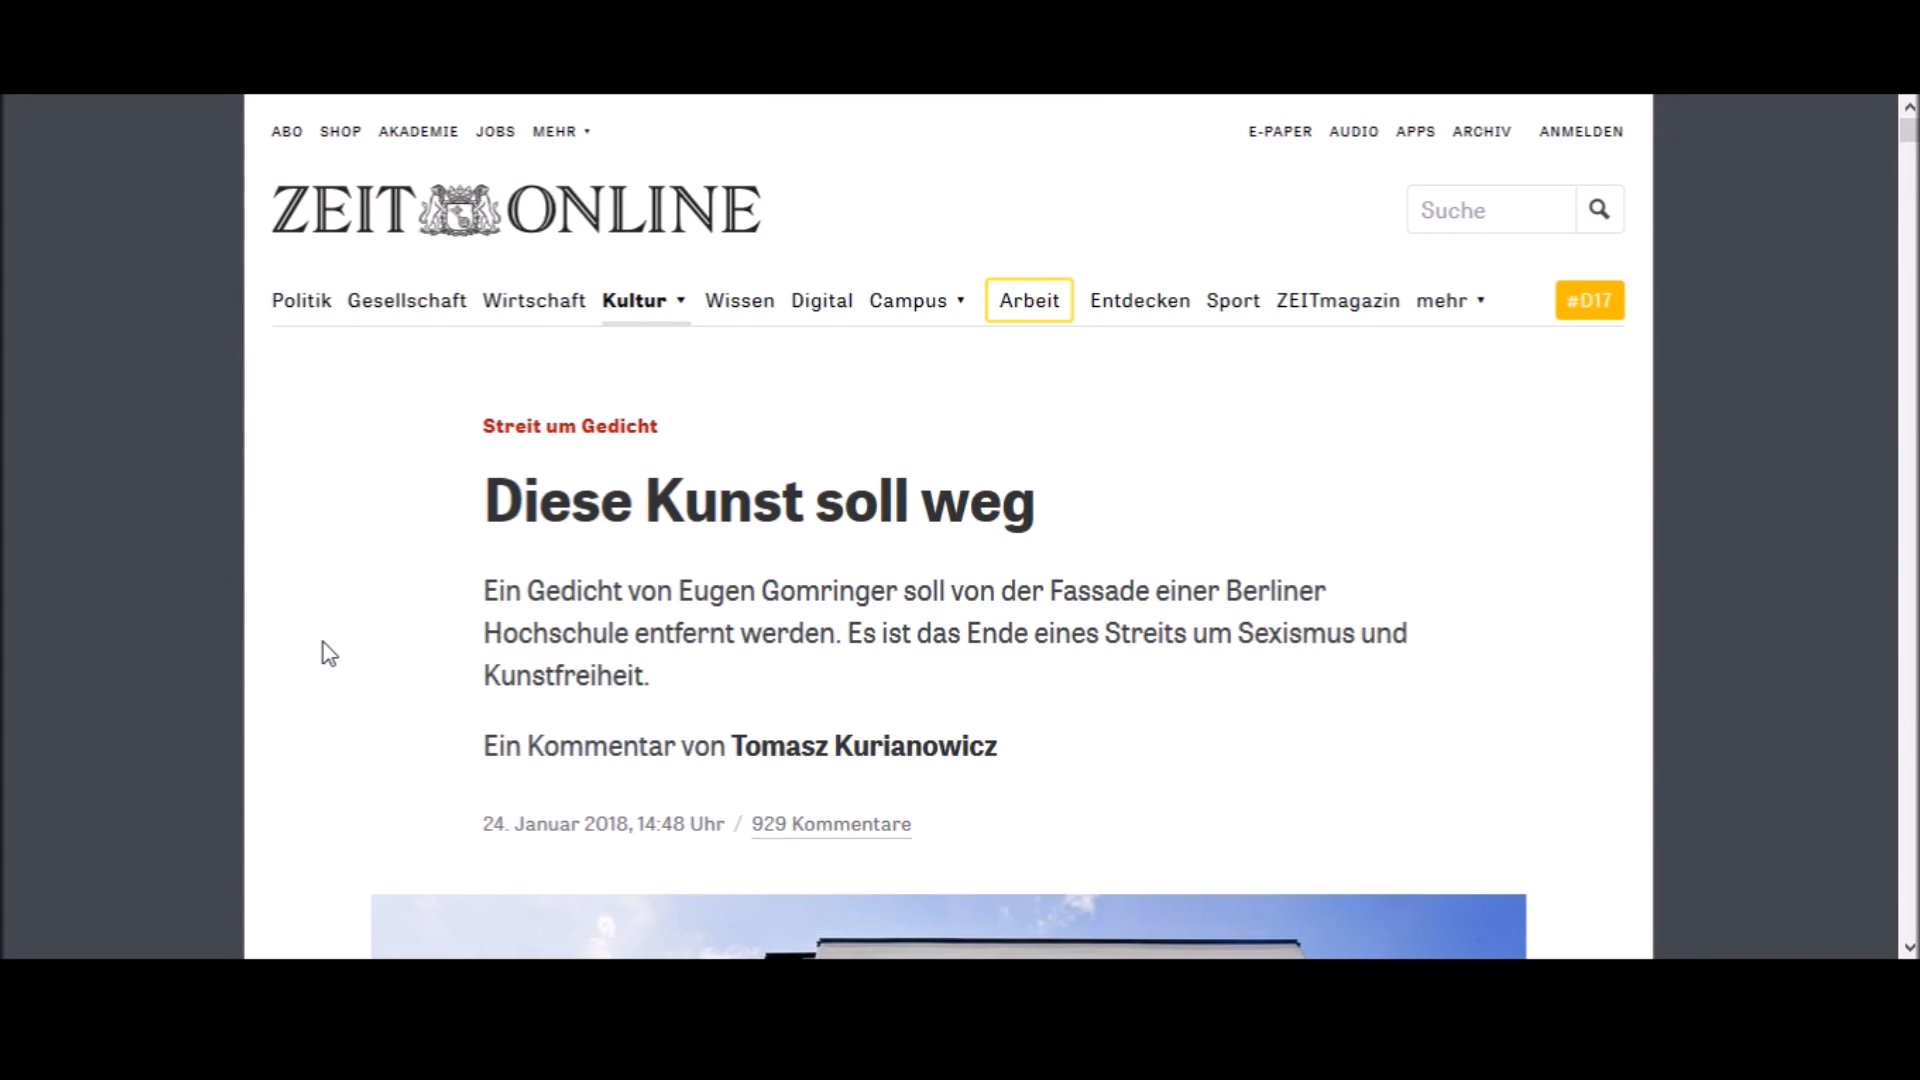 ABO SHOP AKADEMIE JOBS MEHR
E-PAPER AUDIO APPS ARCHIV ANMELDEN
ZEIT ONLINE
Suche
Politik Gesellschaft Wirtschaft Kultur Wissen Digital Campus Arbeit Entdecken Sport ZEITmagazin mehr #D17
Streit um Gedicht
Diese Kunst soll weg
Ein Gedicht von Eugen Gomringer soll von der Fassade einer Berliner
Hochschule entfernt werden. Es ist das Ende eines Streits um Sexismus und
Kunstfreiheit.
Ein Kommentar von Tomasz Kurianowicz
24. Januar 2018, 14:48 Uhr / 929 Kommentare